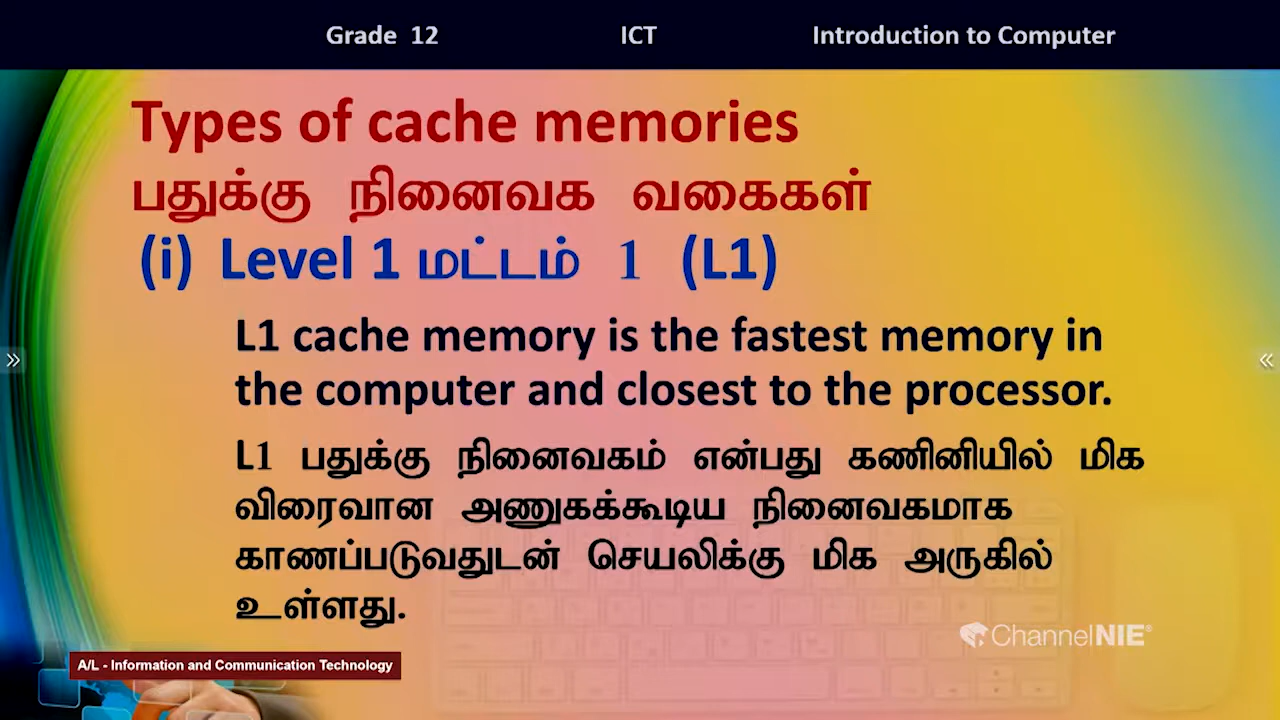 Grade 12 ICT Introduction to Computer
Types of cache memories
பதுக்கு நினைவக வகைகள்
(i) Level 1 மட்டம் 1 (L1)
L1 cache memory is the fastest memory in
the computer and closest to the processor.
L1 பதுக்கு நினைவகம் என்பது கணினியில் மிக
விரைவான அணுகக்கூடிய நினைவகமாக
காணப்படுவதுடன் செயலிக்கு மிக அருகில்
உள்ளது.
ChannelNIE®
A/L - Information and Communication Technology